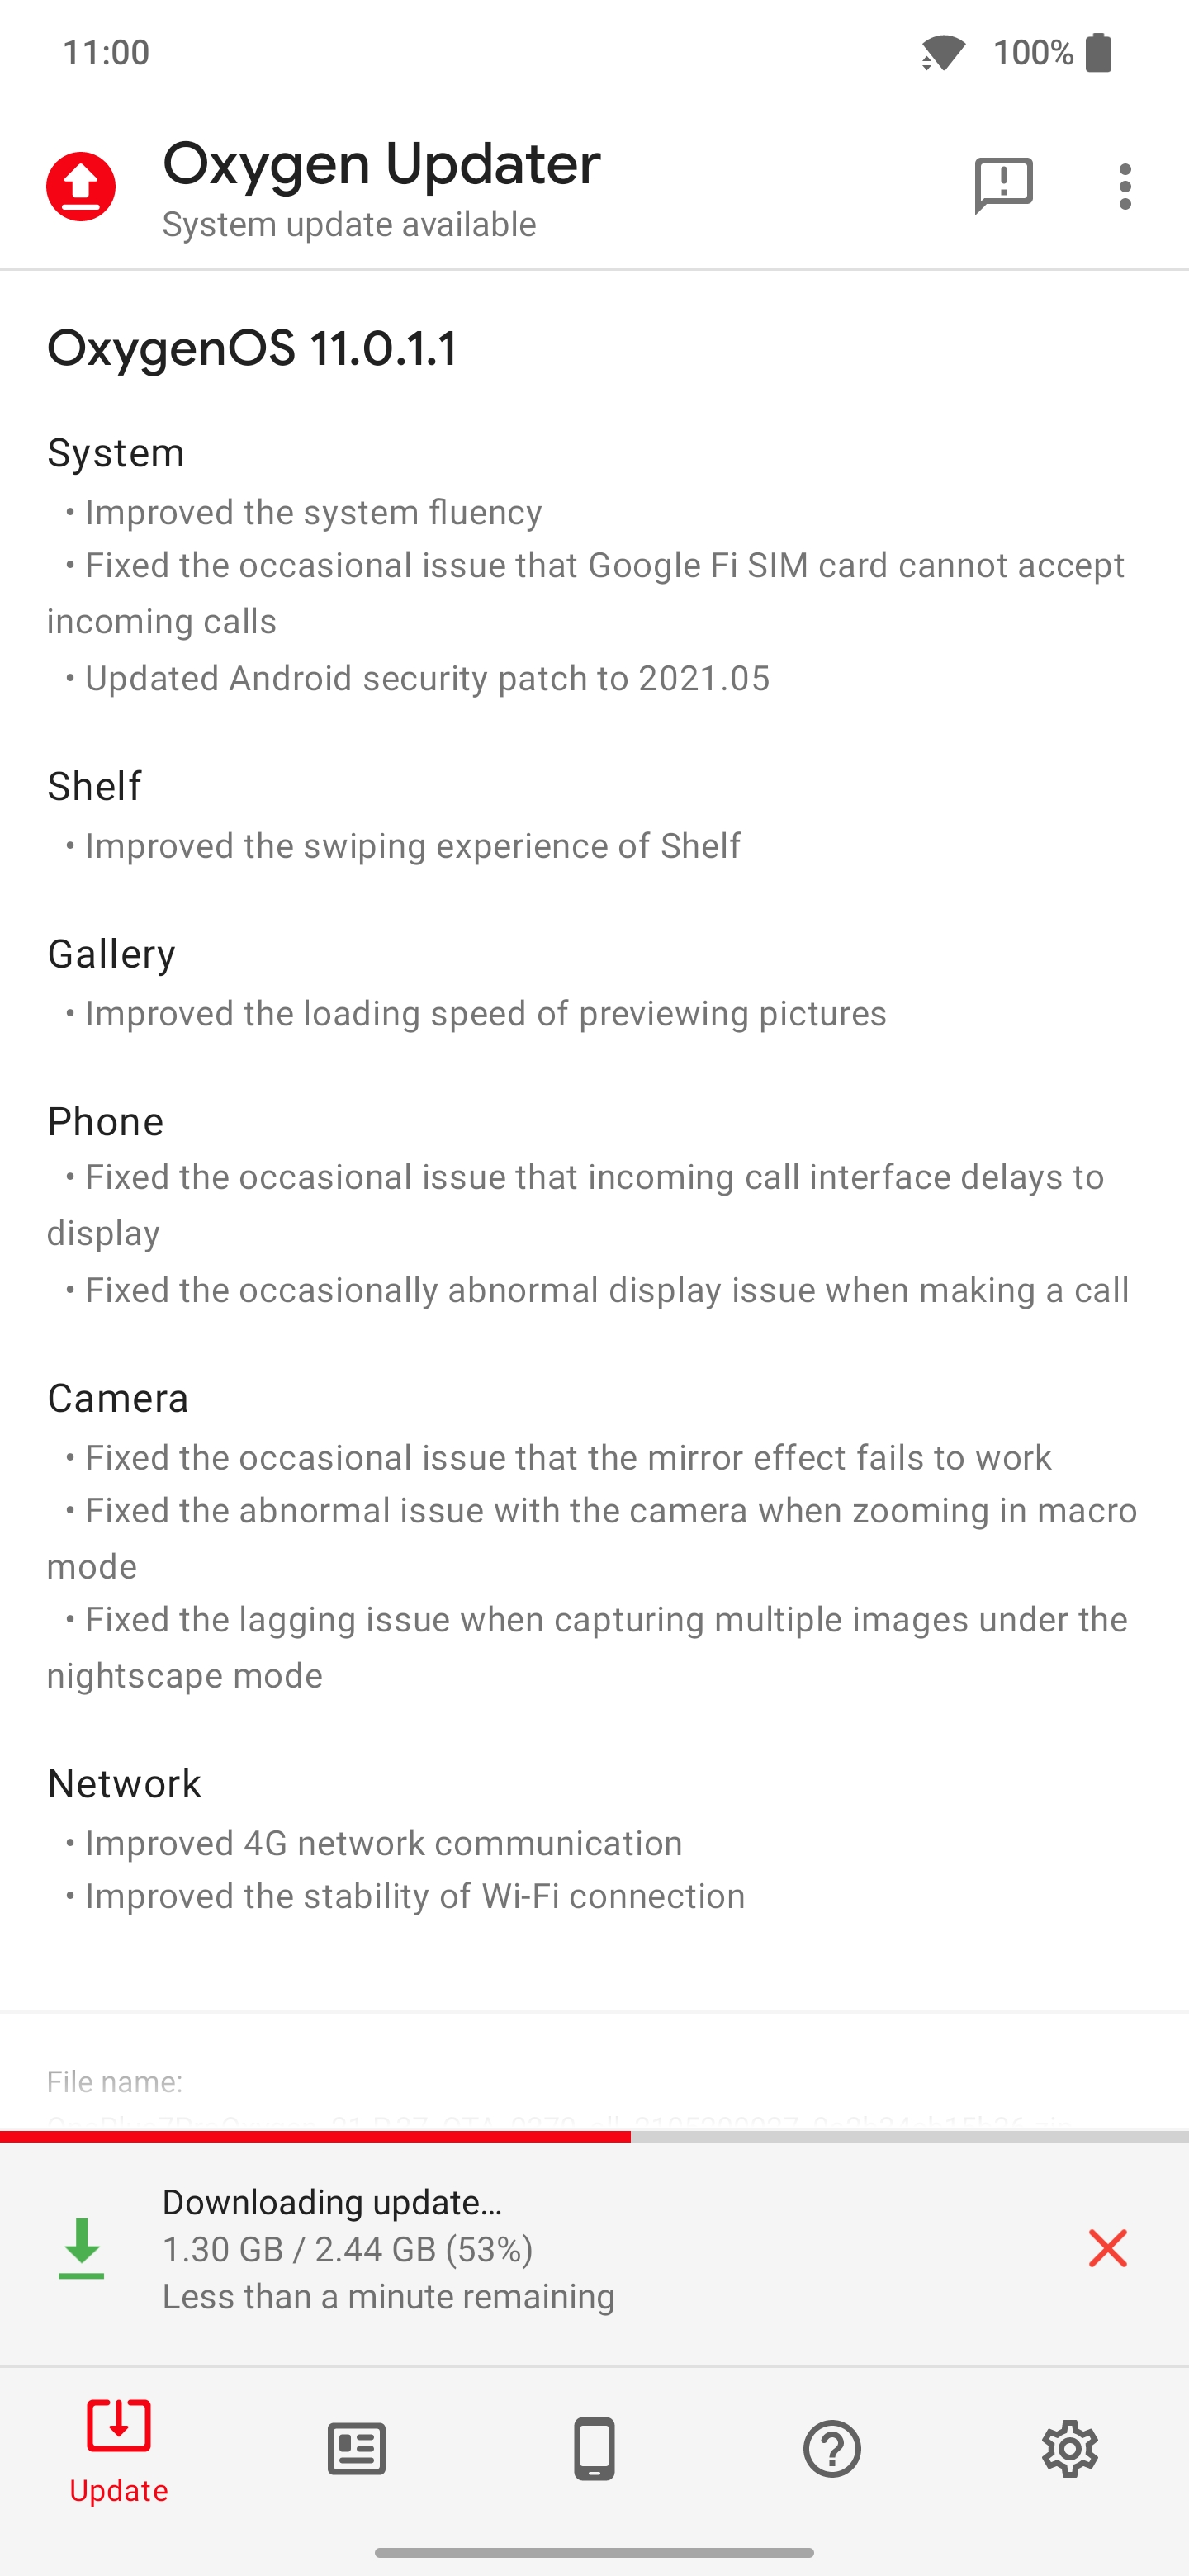 11:00
100%
Oxygen Updater
System update available
OxygenOS 11.0.1.1
System
• Improved the system fluency
• Fixed the occasional issue that Google Fi SIM card cannot accept
incoming calls
• Updated Android security patch to 2021.05
Shelf
• Improved the swiping experience of Shelf
Gallery
• Improved the loading speed of previewing pictures
Phone
• Fixed the occasional issue that incoming call interface delays to
display
• Fixed the occasionally abnormal display issue when making a call
Camera
• Fixed the occasional issue that the mirror effect fails to work
• Fixed the abnormal issue with the camera when zooming in macro
mode
• Fixed the lagging issue when capturing multiple images under the
nightscape mode
Network
• Improved 4G network communication
• Improved the stability of Wi-Fi connection
File name:
Downloading update…
1.30 GB / 2.44 GB (53%)
Less than a minute remaining
Update